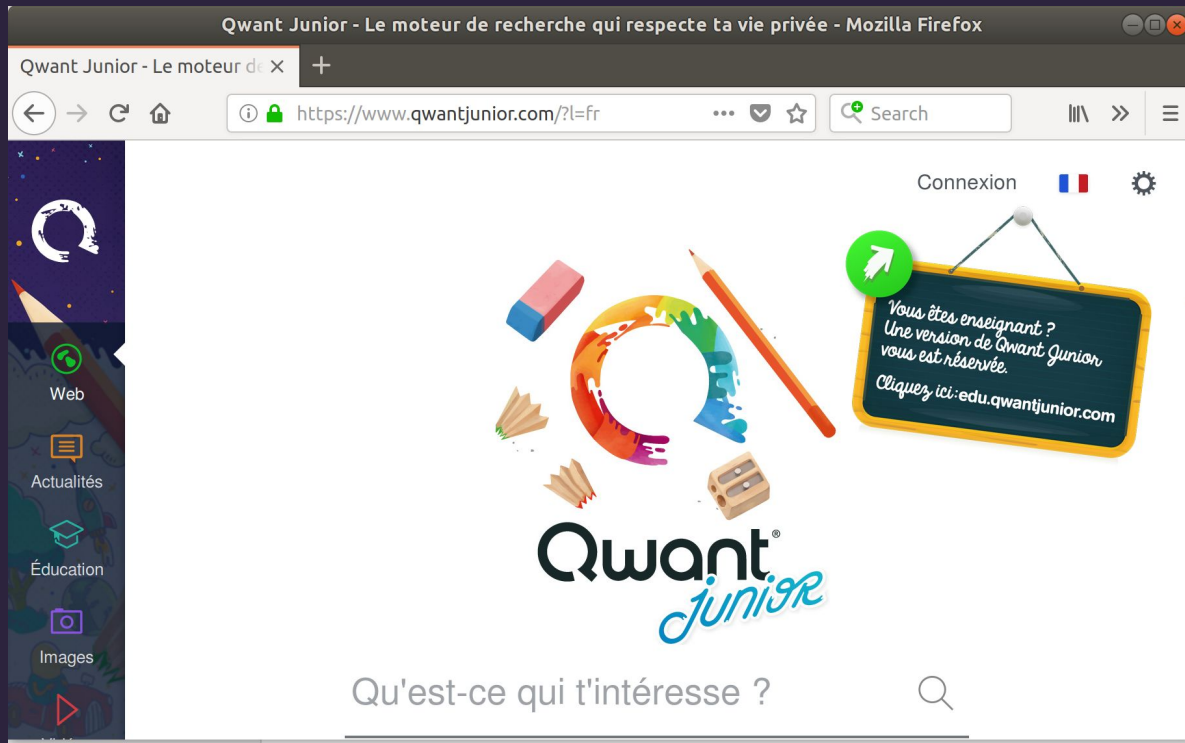 Qwant Junior - Le moteur de recherche qui respecte ta vie privée - Mozilla Firefox
Qwant Junior - Le moteur de
https://www.qwantjunior.com/?l=fr
Search
Connexion
Web
Actualités
Éducation
Images
Vous êtes enseignant ?
Une version de Qwant Junior
vous est réservée.
Cliquez ici:edu.qwantjunior.com
Qwant®
junior
Qu'est-ce qui t'intéresse ?